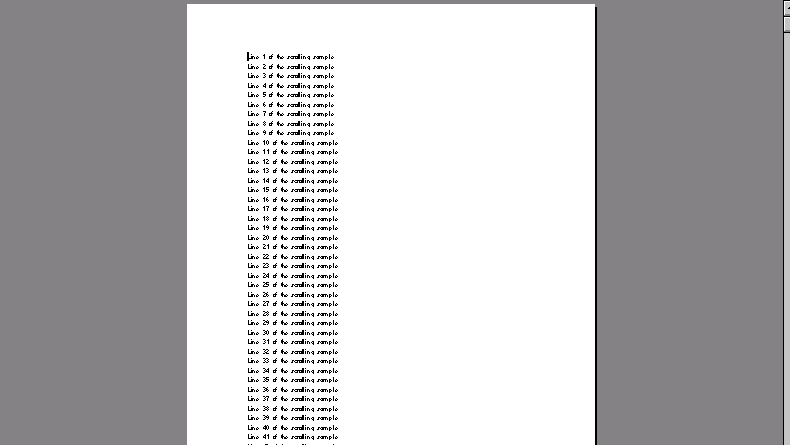 Line 1 of the scrolling sample
Line 2 of the scrolling sample
Line 3 of the scrolling sample
Line 4 of the scrolling sample
Line 5 of the scrolling sample
Line 6 of the scrolling sample
Line 7 of the scrolling sample
Line 8 of the scrolling sample
Line 9 of the scrolling sample
Line 10 of the scrolling sample
Line 11 of the scrolling sample
Line 12 of the scrolling sample
Line 13 of the scrolling sample
Line 14 of the scrolling sample
Line 15 of the scrolling sample
Line 16 of the scrolling sample
Line 17 of the scrolling sample
Line 18 of the scrolling sample
Line 19 of the scrolling sample
Line 20 of the scrolling sample
Line 21 of the scrolling sample
Line 22 of the scrolling sample
Line 23 of the scrolling sample
Line 24 of the scrolling sample
Line 25 of the scrolling sample
Line 26 of the scrolling sample
Line 27 of the scrolling sample
Line 28 of the scrolling sample
Line 29 of the scrolling sample
Line 30 of the scrolling sample
Line 31 of the scrolling sample
Line 32 of the scrolling sample
Line 33 of the scrolling sample
Line 34 of the scrolling sample
Line 35 of the scrolling sample
Line 36 of the scrolling sample
Line 37 of the scrolling sample
Line 38 of the scrolling sample
Line 39 of the scrolling sample
Line 40 of the scrolling sample
Line 41 of the scrolling sample